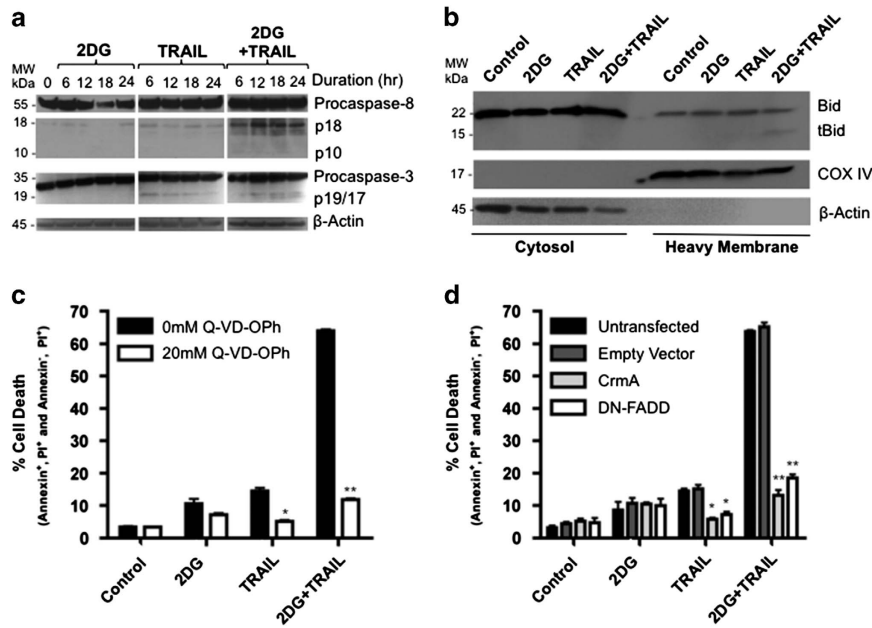 a
2DG
TRAIL
2DG
+TRAIL
MW
kDa
0 6 12 18 24 6 12 18 24 6 12 18 24 Duration (hr)
55 - Procaspase-8
18 - p18
10 - p10
35 - Procaspase-3
19 - p19/17
45 - β-Actin
b
Control 2DG TRAIL 2DG+TRAIL Control 2DG TRAIL 2DG+TRAIL
MW
kDa
22 - Bid
15 - tBid
17 - COX IV
45 - β-Actin
Cytosol Heavy Membrane
c
% Cell Death
(Annexin⁺, PI⁺ and Annexin⁻, PI⁺)
70
60
50
40
30
20
10
0
0mM Q-VD-OPh
20mM Q-VD-OPh
*
**
Control 2DG TRAIL 2DG+TRAIL
d
% Cell Death
(Annexin⁺, PI⁺ and Annexin⁻, PI⁺)
70
60
50
40
30
20
10
0
Untransfected
Empty Vector
CrmA
DN-FADD
* *
** **
Control 2DG TRAIL 2DG+TRAIL